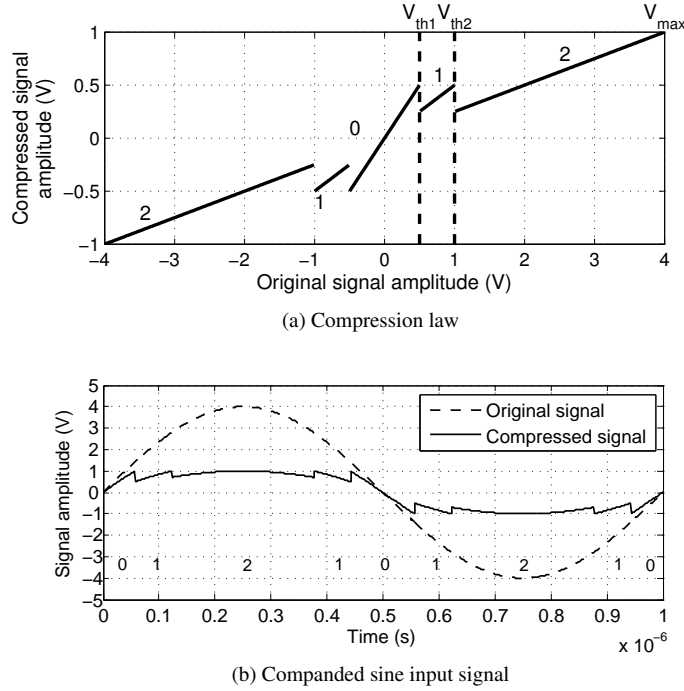 V_th1 V_th2 V_max
Compressed signal
amplitude (V)
1
0.5
0
−0.5
−1
2
1
0
1
2
−4 −3 −2 −1 0 1 2 3 4
Original signal amplitude (V)
(a) Compression law
Signal amplitude (V)
5
4
3
2
1
0
−1
−2
−3
−4
−5
Original signal
Compressed signal
0 1 2 1 0 1 2 1 0
0 0.1 0.2 0.3 0.4 0.5 0.6 0.7 0.8 0.9 1
Time (s)
x 10^-6
(b) Companded sine input signal